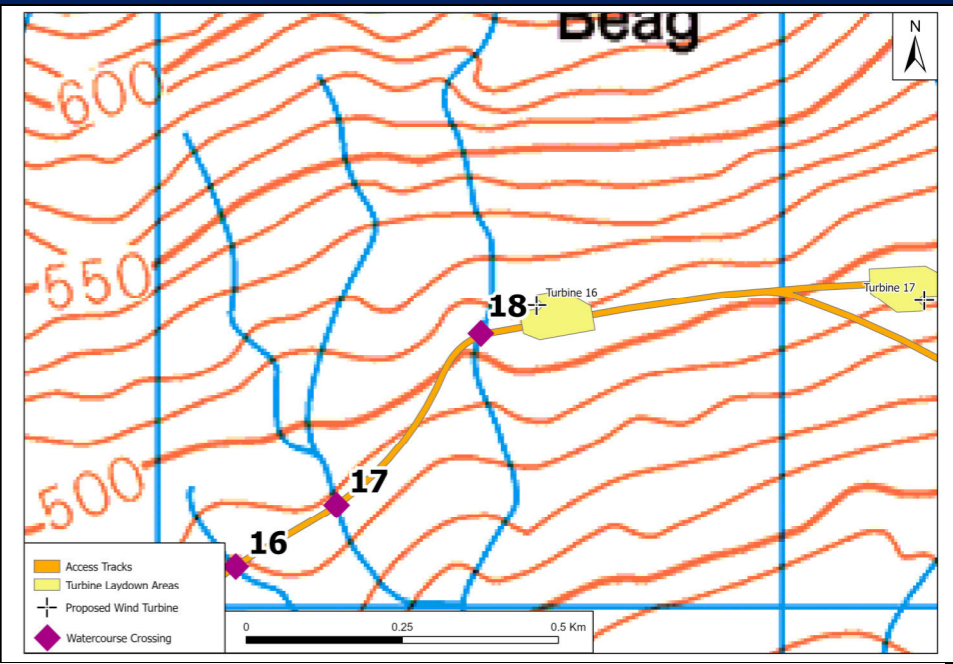 Beag
N
600
550
Turbine 17
Turbine 16
18
500
17
16
Access Tracks
Turbine Laydown Areas
Proposed Wind Turbine
Watercourse Crossing
0 0.25 0.5 Km